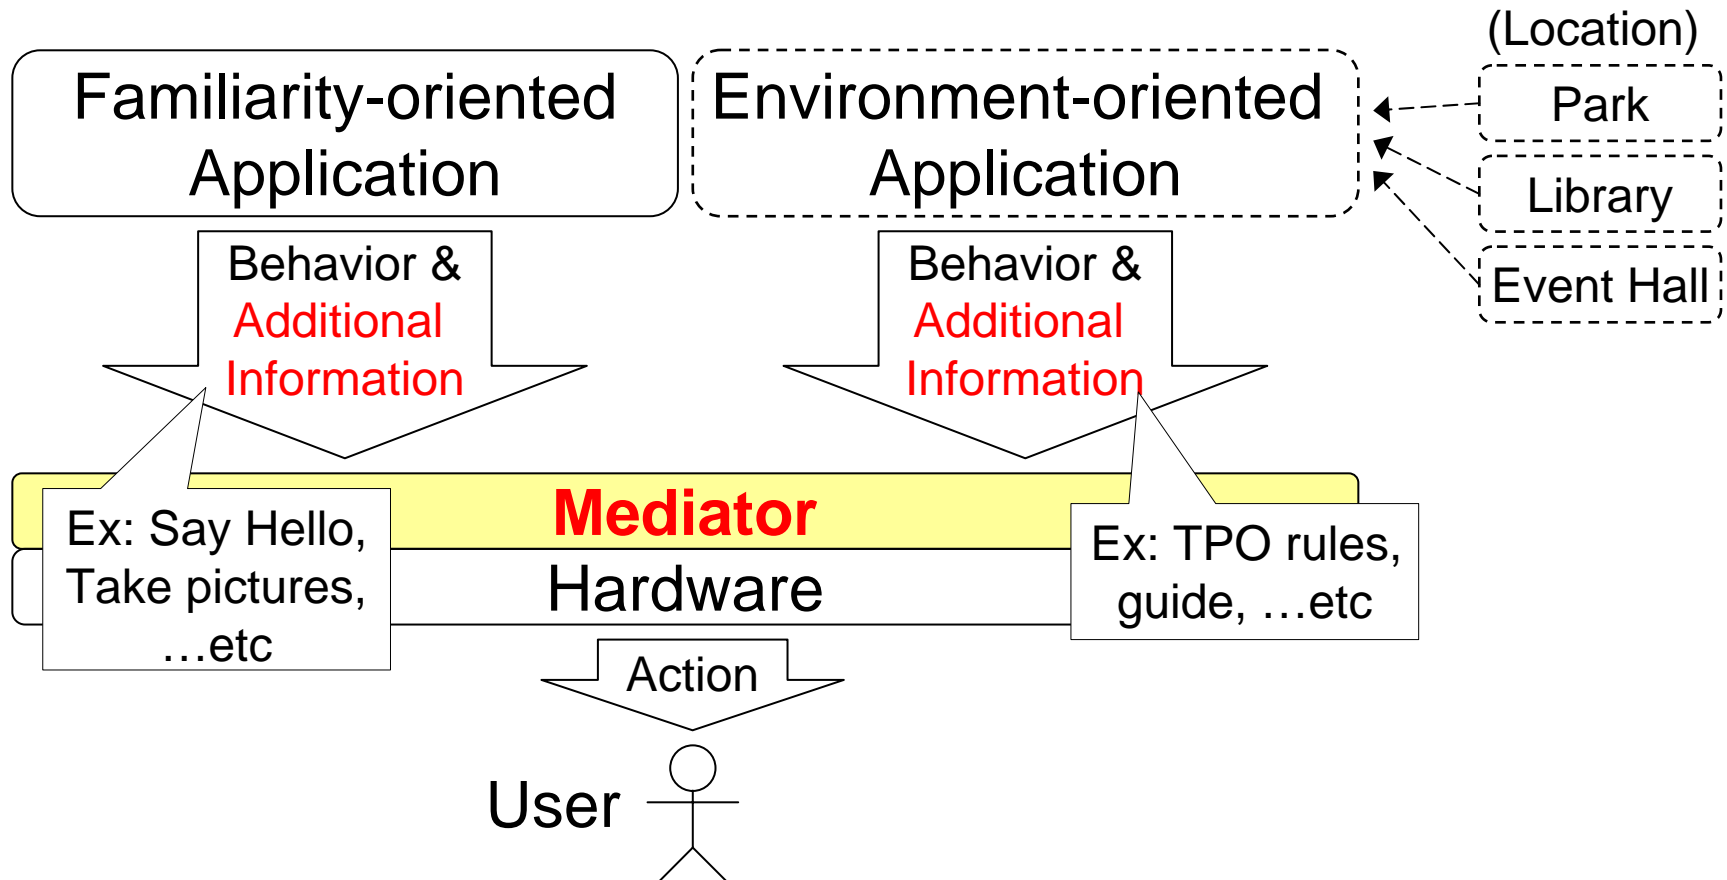 (Location)
Familiarity-oriented
Application
Environment-oriented
Application
Park
Library
Event Hall
Behavior &
Additional
Information
Behavior &
Additional
Information
Mediator
Ex: Say Hello,
Take pictures,
…etc
Ex: TPO rules,
guide, …etc
Hardware
Action
User